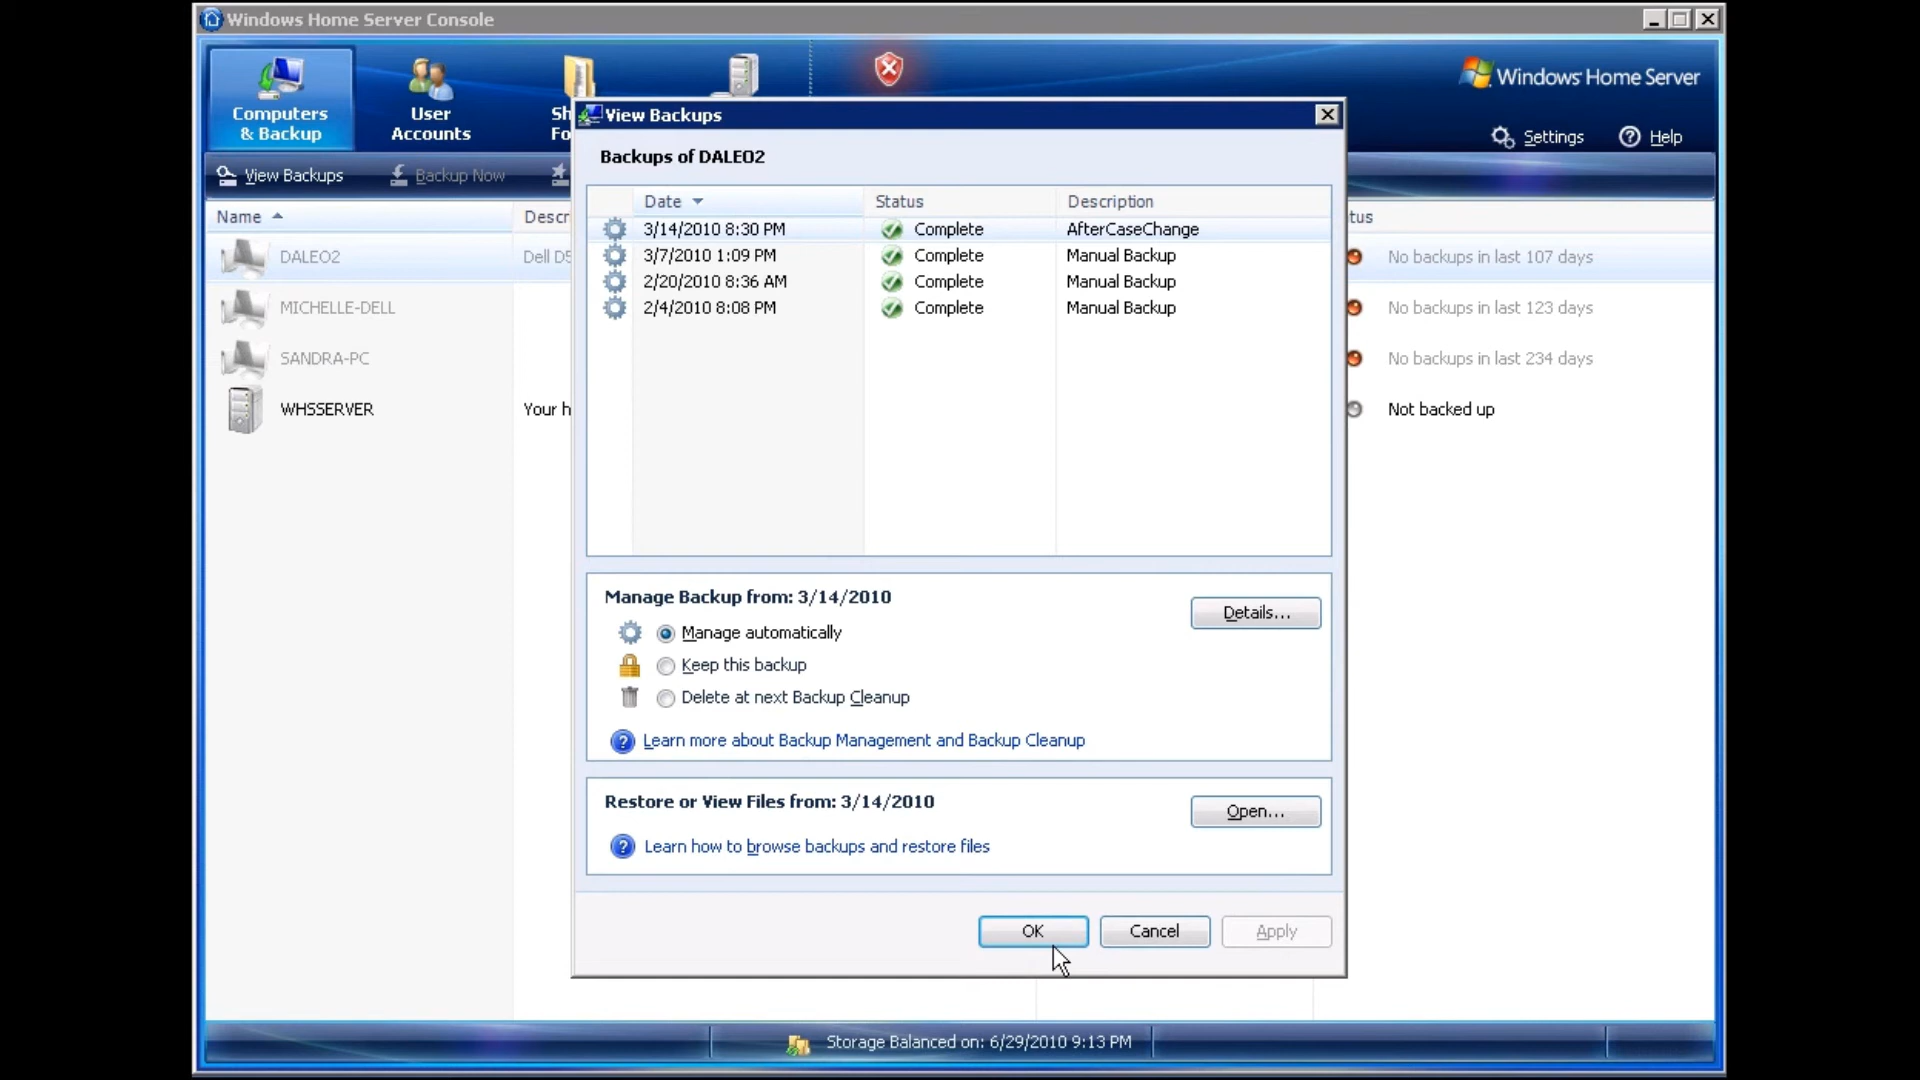 Windows Home Server Console
Computers & Backup
User Accounts
Sh
Fo
Windows Home Server
Settings
Help
View Backups
Backup Now
Name
Descr
tus
DALEO2
Dell D5
No backups in last 107 days
MICHELLE-DELL
No backups in last 123 days
SANDRA-PC
No backups in last 234 days
WHSSERVER
Your h
Not backed up
View Backups
Backups of DALEO2
Date
Status
Description
3/14/2010 8:30 PM
Complete
AfterCaseChange
3/7/2010 1:09 PM
Complete
Manual Backup
2/20/2010 8:36 AM
Complete
Manual Backup
2/4/2010 8:08 PM
Complete
Manual Backup
Manage Backup from: 3/14/2010
Details...
Manage automatically
Keep this backup
Delete at next Backup Cleanup
Learn more about Backup Management and Backup Cleanup
Restore or View Files from: 3/14/2010
Open...
Learn how to browse backups and restore files
OK
Cancel
Apply
Storage Balanced on: 6/29/2010 9:13 PM